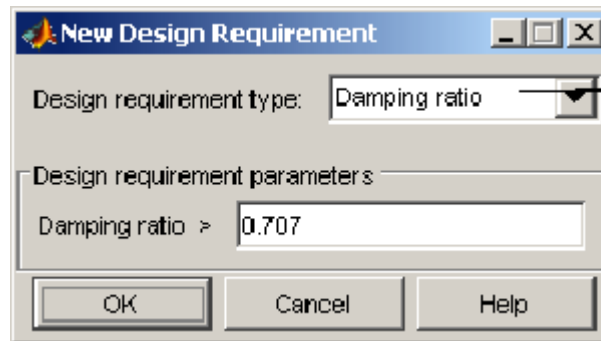 New Design Requirement
Design requirement type: Damping ratio
Design requirement parameters
Damping ratio > 0.707
OK Cancel Help